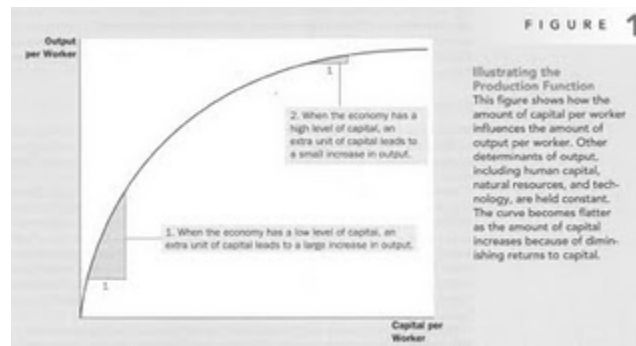 FIGURE 1
Output
per Worker
1
2. When the economy has a
high level of capital, an
extra unit of capital leads to
a small increase in output.
1. When the economy has a low level of capital, an
extra unit of capital leads to a large increase in output.
1
Capital per
Worker
Illustrating the
Production Function
This figure shows how the
amount of capital per worker
influences the amount of
output per worker. Other
determinants of output,
including human capital,
natural resources, and tech-
nology, are held constant.
The curve becomes flatter
as the amount of capital
increases because of dimin-
ishing returns to capital.